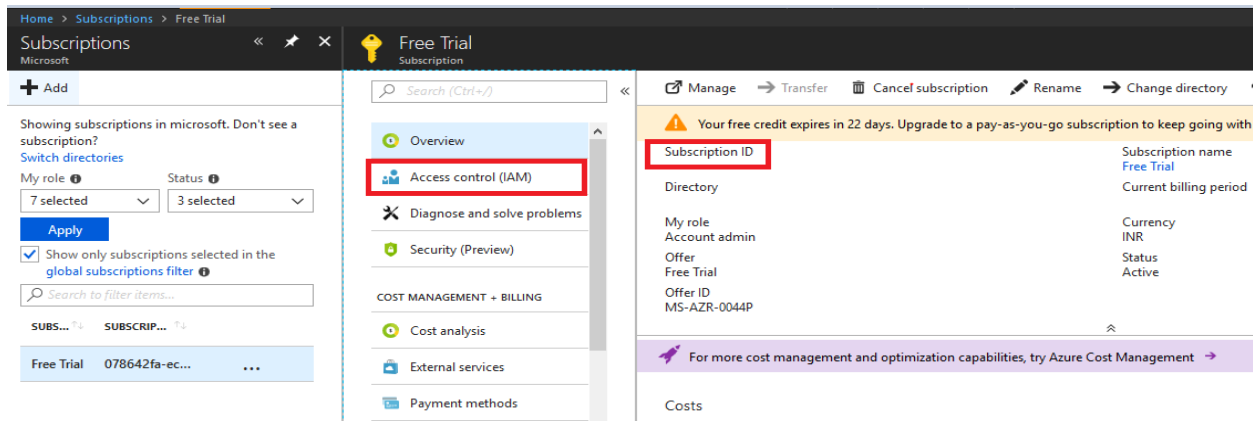 Home > Subscriptions > Free Trial
Subscriptions
Microsoft
Add
Showing subscriptions in microsoft. Don't see a
subscription?
Switch directories
My role
Status
7 selected
3 selected
Apply
Show only subscriptions selected in the
global subscriptions filter
Search to filter items...
SUBS...
SUBSCRIP...
Free Trial
078642fa-ec...
...
Free Trial
Subscription
Search (Ctrl+/)
Overview
Access control (IAM)
Diagnose and solve problems
Security (Preview)
COST MANAGEMENT + BILLING
Cost analysis
External services
Payment methods
Manage
Transfer
Cancel subscription
Rename
Change directory
Your free credit expires in 22 days. Upgrade to a pay-as-you-go subscription to keep going with
Subscription ID
Directory
My role
Account admin
Offer
Free Trial
Offer ID
MS-AZR-0044P
Subscription name
Free Trial
Current billing period
Currency
INR
Status
Active
For more cost management and optimization capabilities, try Azure Cost Management →
Costs